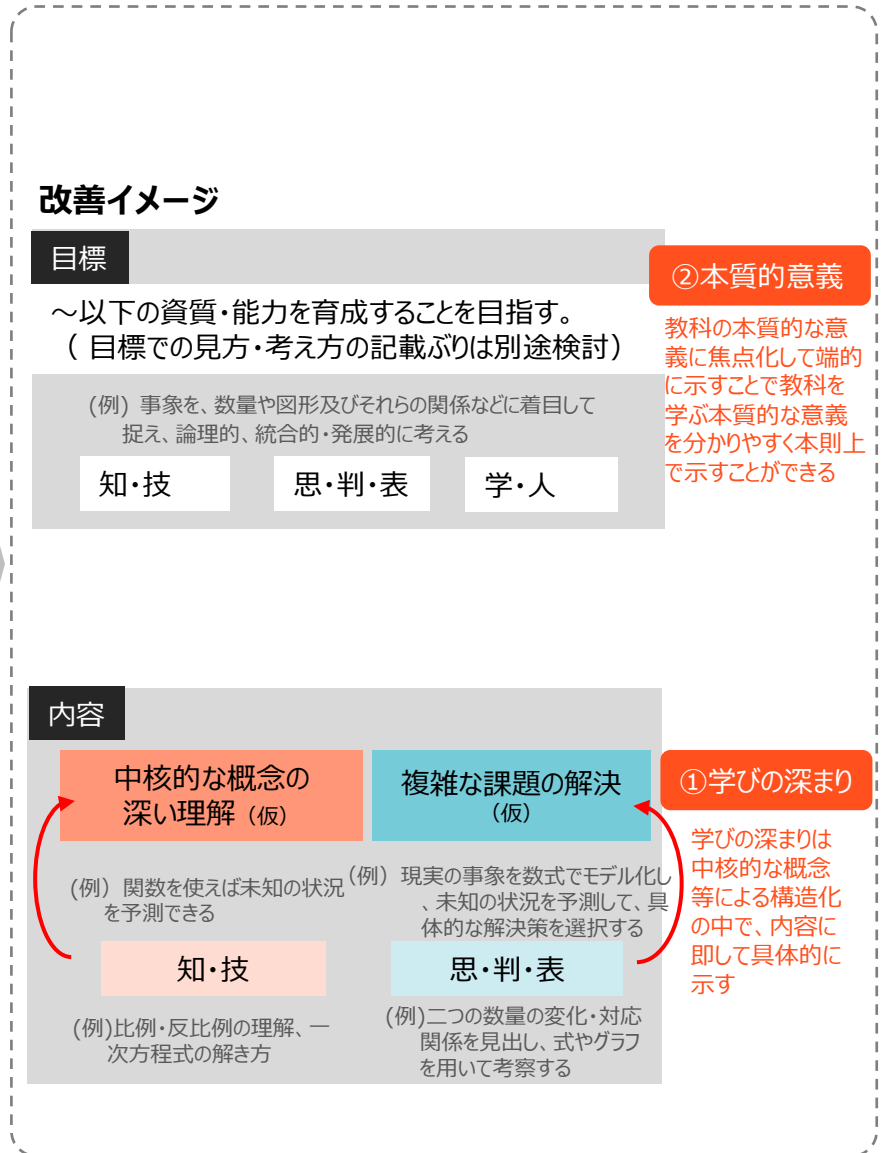 改善イメージ
目標
～以下の資質・能力を育成することを目指す。
（ 目標での見方・考え方の記載ぶりは別途検討）
(例) 事象を、数量や図形及びそれらの関係などに着目して
捉え、論理的、統合的・発展的に考える
知・技
思・判・表
学・人
②本質的意義
教科の本質的な意
義に焦点化して端的
に示すことで教科を
学ぶ本質的な意義
を分かりやすく本則上
で示すことができる
内容
中核的な概念の
深い理解（仮）
(例) 関数を使えば未知の状況
を予測できる
知・技
(例)比例・反比例の理解、一
次方程式の解き方
複雑な課題の解決
（仮）
(例) 現実の事象を数式でモデル化し
、未知の状況を予測して、具
体的な解決策を選択する
思・判・表
(例)二つの数量の変化・対応
関係を見出し、式やグラフ
を用いて考察する
①学びの深まり
学びの深まりは
中核的な概念
等による構造化
の中で、内容に
即して具体的に
示す